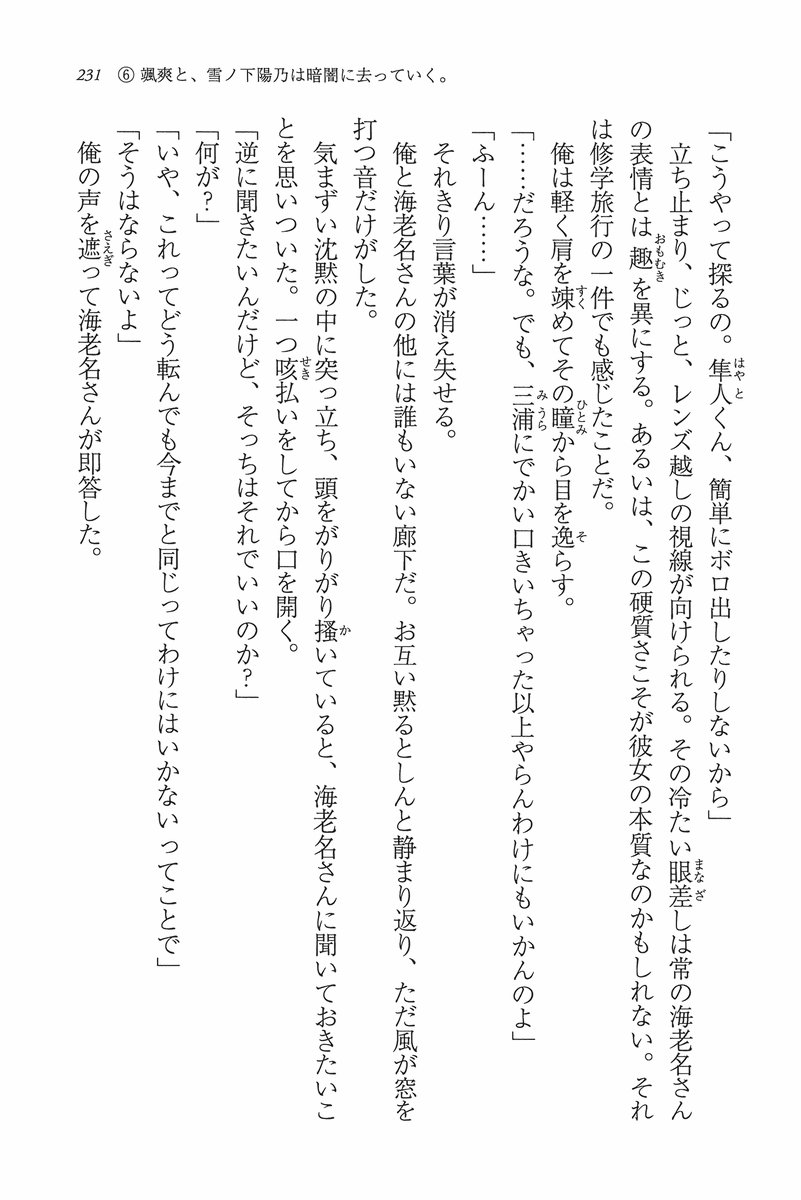 231 ⑥ 颯爽と、雪ノ下陽乃は暗闇に去っていく。
「こうやって探るの。隼人くん、簡単にボロ出したりしないから」
立ち止まり、じっと、レンズ越しの視線が向けられる。その冷たい眼差しは常の海老名さん
の表情とは趣を異にする。あるいは、この硬質さこそが彼女の本質なのかもしれない。それ
は修学旅行の一件でも感じたことだ。
俺は軽く肩を竦めてその瞳から目を逸らす。
「……だろうな。でも、三浦にでかい口きいちゃった以上やらんわけにもいかんのよ」
「ふーん……」
それきり言葉が消え失せる。
俺と海老名さんの他には誰もいない廊下だ。お互い黙るとしんと静まり返り、ただ風が窓を
打つ音だけがした。
気まずい沈黙の中に突っ立ち、頭をがりがり掻いていると、海老名さんに聞いておきたいこ
とを思いついた。一つ咳払いをしてから口を開く。
「逆に聞きたいんだけど、そっちはそれでいいのか？」
「何が？」
「いや、これってどう転んでも今までと同じってわけにはいかないってことで」
「そうはならないよ」
俺の声を遮って海老名さんが即答した。